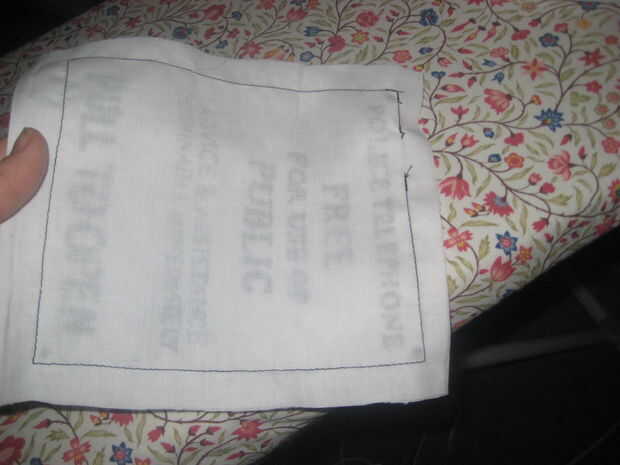 POLICE TELEPHONE
FREE
FOR USE OF
PUBLIC
ADVICE & ASSISTANCE
PULL TO OPEN